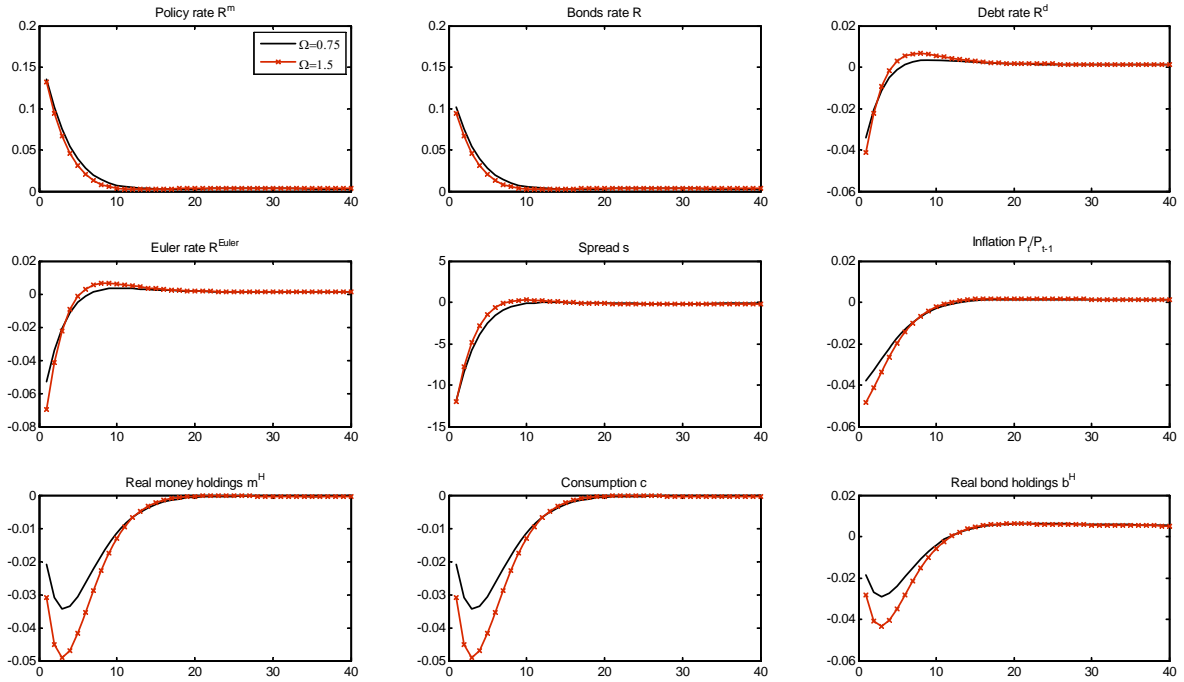 Policy rate R^m
Bonds rate R
Debt rate R^d
0.2
0.15
0.1
0.05
0
0 10 20 30 40
Ω=0.75
Ω=1.5
0.2
0.15
0.1
0.05
0
0 10 20 30 40
0.02
0
-0.02
-0.04
-0.06
0 10 20 30 40
Euler rate R^Euler
Spread s
Inflation P_t/P_t-1
0.02
0
-0.02
-0.04
-0.06
-0.08
0 10 20 30 40
5
0
-5
-10
-15
0 10 20 30 40
0.02
0
-0.02
-0.04
-0.06
0 10 20 30 40
Real money holdings m^H
Consumption c
Real bond holdings b^H
0
-0.01
-0.02
-0.03
-0.04
-0.05
0 10 20 30 40
0
-0.01
-0.02
-0.03
-0.04
-0.05
0 10 20 30 40
0.02
0
-0.02
-0.04
-0.06
0 10 20 30 40